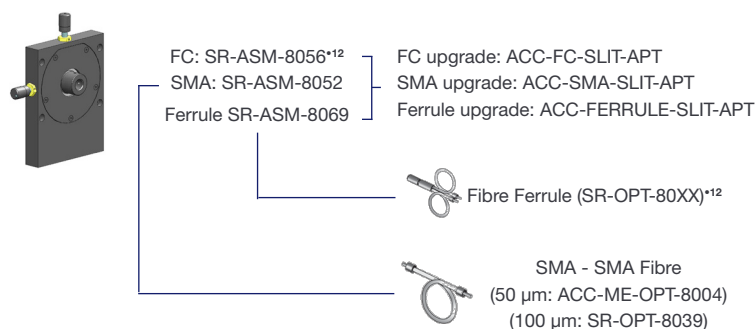 FC: SR-ASM-8056•12
SMA: SR-ASM-8052
Ferrule SR-ASM-8069
FC upgrade: ACC-FC-SLIT-APT
SMA upgrade: ACC-SMA-SLIT-APT
Ferrule upgrade: ACC-FERRULE-SLIT-APT
Fibre Ferrule (SR-OPT-80XX)•12
SMA - SMA Fibre
(50 µm: ACC-ME-OPT-8004)
(100 µm: SR-OPT-8039)